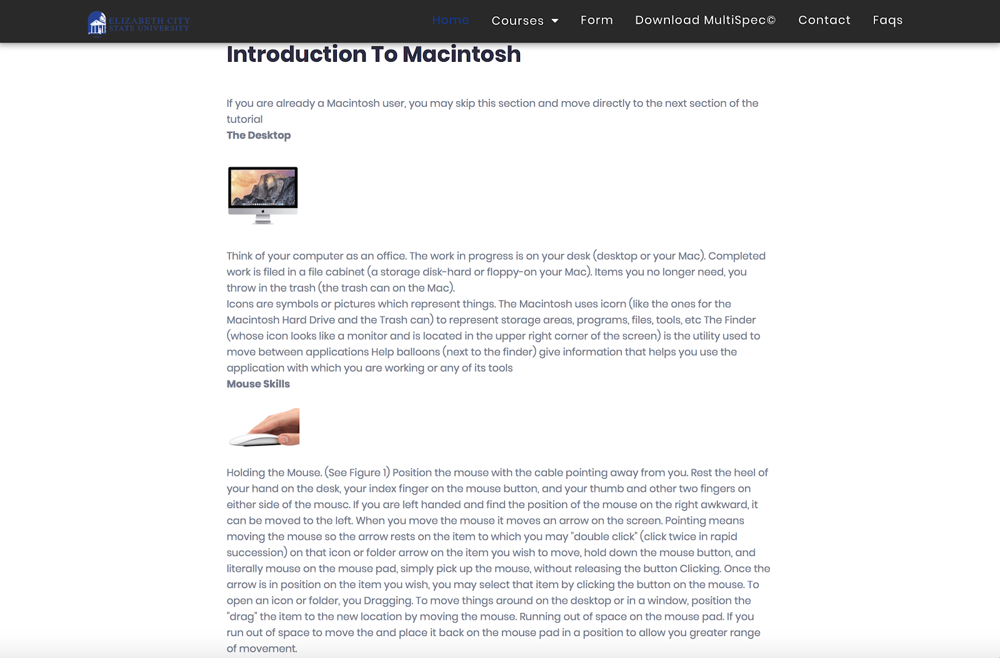 ELIZABETH CITY
STATE UNIVERSITY
Home Courses Form Download MultiSpec© Contact Faqs
Introduction To Macintosh
If you are already a Macintosh user, you may skip this section and move directly to the next section of the
tutorial
The Desktop
Think of your computer as an office. The work in progress is on your desk (desktop or your Mac). Completed
work is filed in a file cabinet (a storage disk-hard or floppy-on your Mac). Items you no longer need, you
throw in the trash (the trash can on the Mac).
Icons are symbols or pictures which represent things. The Macintosh uses icorn (like the ones for the
Macintosh Hard Drive and the Trash can) to represent storage areas, programs, files, tools, etc The Finder
(whose icon looks like a monitor and is located in the upper right corner of the screen) is the utility used to
move between applications Help balloons (next to the finder) give information that helps you use the
application with which you are working or any of its tools
Mouse Skills
Holding the Mouse. (See Figure 1) Position the mouse with the cable pointing away from you. Rest the heel of
your hand on the desk, your index finger on the mouse button, and your thumb and other two fingers on
either side of the mousc. If you are left handed and find the position of the mouse on the right awkward, it
can be moved to the left. When you move the mouse it moves an arrow on the screen. Pointing means
moving the mouse so the arrow rests on the item to which you may "double click" (click twice in rapid
succession) on that icon or folder arrow on the item you wish to move, hold down the mouse button, and
literally mouse on the mouse pad, simply pick up the mouse, without releasing the button Clicking. Once the
arrow is in position on the item you wish, you may select that item by clicking the button on the mouse. To
open an icon or folder, you Dragging. To move things around on the desktop or in a window, position the
"drag" the item to the new location by moving the mouse. Running out of space on the mouse pad. If you
run out of space to move the and place it back on the mouse pad in a position to allow you greater range
of movement.